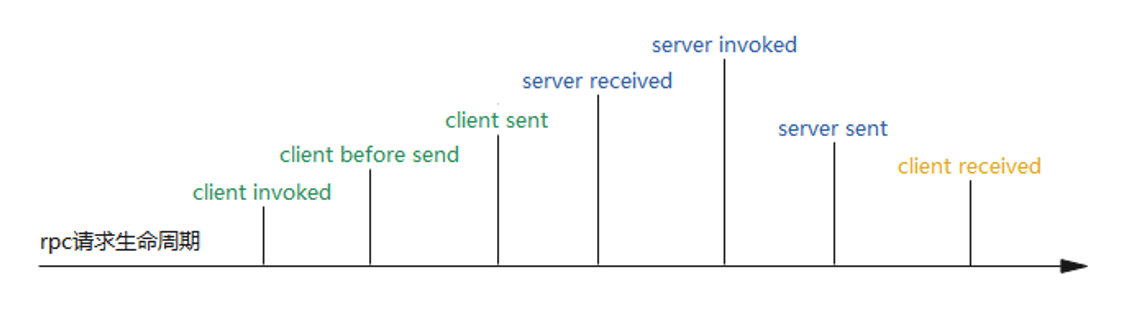 server invoked
server received
client sent
server sent
client before send
client received
client invoked
rpc请求生命周期